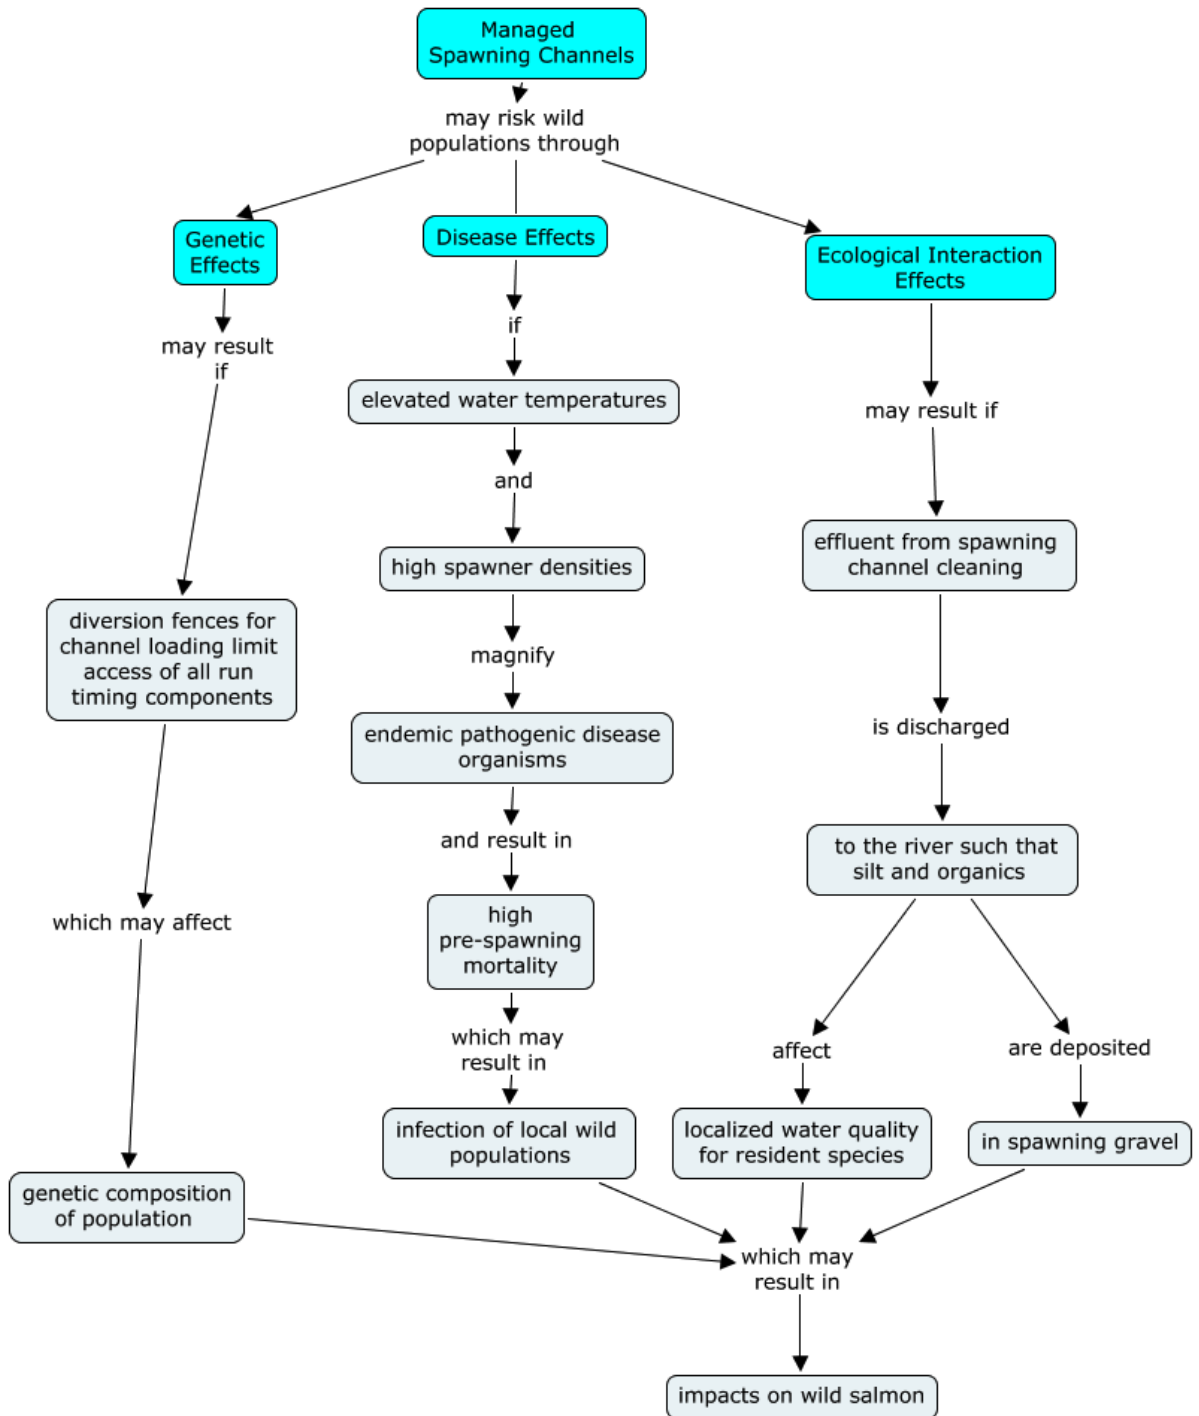 Managed
Spawning Channels
may risk wild
populations through
Genetic
Effects
may result
if
diversion fences for
channel loading limit
access of all run
timing components
which may affect
genetic composition
of population
Disease Effects
if
elevated water temperatures
and
high spawner densities
magnify
endemic pathogenic disease
organisms
and result in
high
pre-spawning
mortality
which may
result in
infection of local wild
populations
Ecological Interaction
Effects
may result if
effluent from spawning
channel cleaning
is discharged
to the river such that
silt and organics
affect
localized water quality
for resident species
are deposited
in spawning gravel
which may
result in
impacts on wild salmon